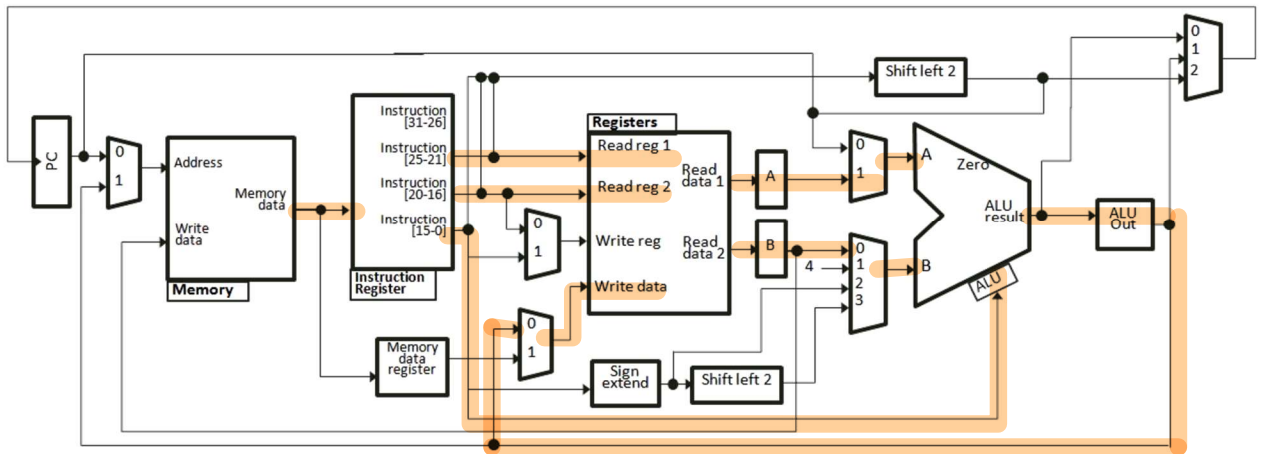 PC
0
1
Address
Memory
data
Write
data
Memory
Instruction
[31-26]
Instruction
[25-21]
Instruction
[20-16]
Instruction
[15-0]
Instruction
Register
Memory
data
register
0
1
0
1
Registers
Read reg 1
Read reg 2
Write reg
Write data
Read
data 1
Read
data 2
Sign
extend
Shift left 2
A
B
4
0
1
0
1
2
3
Shift left 2
A
B
Zero
ALU
result
ALU
ALU
Out
0
1
2